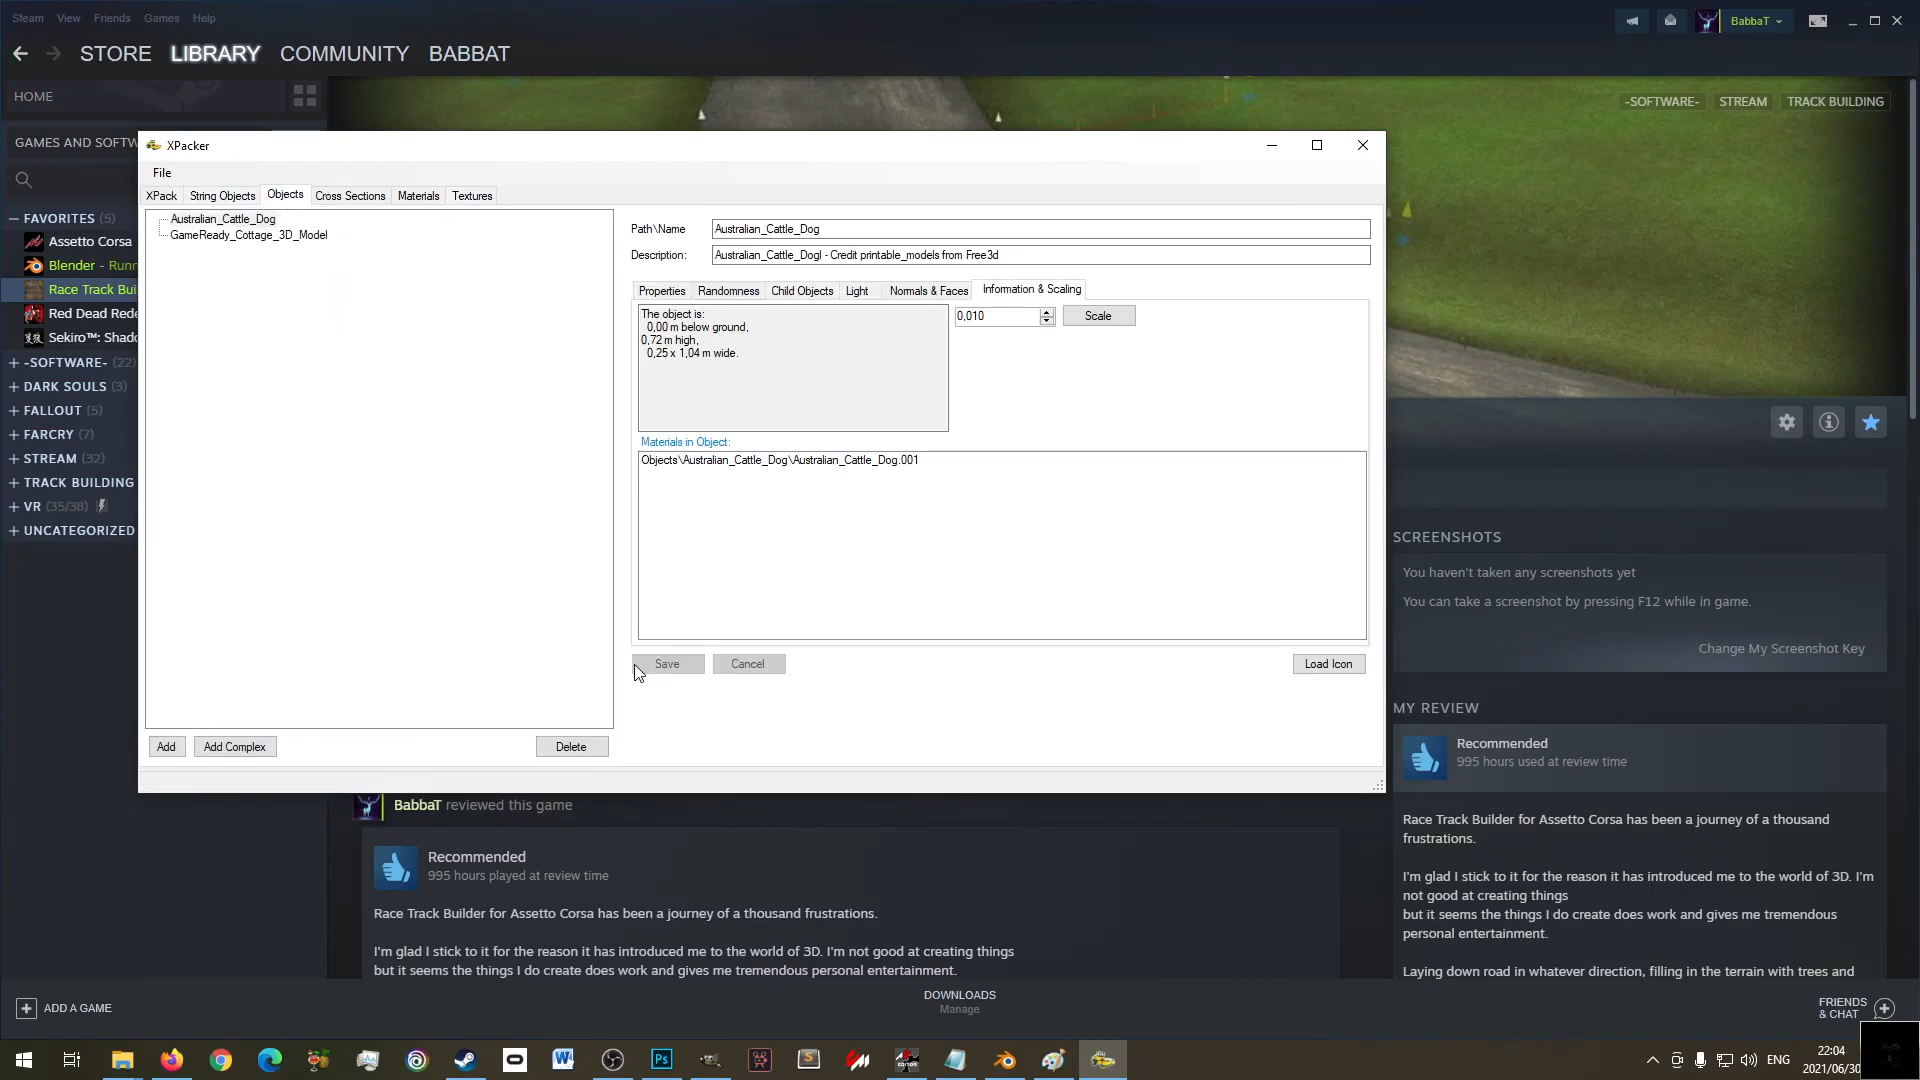 Steam View Friends Games Help
BabbaT
STORE LIBRARY COMMUNITY BABBAT
HOME
-SOFTWARE- STREAM TRACK BUILDING
GAMES AND SOFTW
FAVORITES (5)
Assetto Corsa
Blender - Runn
Race Track Buil
Red Dead Rede
Sekiro™: Shado
-SOFTWARE- (22)
DARK SOULS (3)
FALLOUT (5)
FARCRY (7)
STREAM (32)
TRACK BUILDING
VR (35/38)
UNCATEGORIZED
XPacker
File
XPack String Objects Objects Cross Sections Materials Textures
Australian_Cattle_Dog
GameReady_Cottage_3D_Model
Path\Name Australian_Cattle_Dog
Description: Australian_Cattle_Dogl - Credit printable_models from Free3d
Properties Randomness Child Objects Light Normals & Faces Information & Scaling
The object is:
0,00 m below ground,
0,72 m high,
0,25 x 1,04 m wide.
0,010 Scale
Materials in Object:
Objects\Australian_Cattle_Dog\Australian_Cattle_Dog.001
Save Cancel Load Icon
Add Add Complex Delete
SCREENSHOTS
You haven't taken any screenshots yet
You can take a screenshot by pressing F12 while in game.
Change My Screenshot Key
MY REVIEW
Recommended
995 hours used at review time
Race Track Builder for Assetto Corsa has been a journey of a thousand
frustrations.
I'm glad I stick to it for the reason it has introduced me to the world of 3D. I'm
not good at creating things
but it seems the things I do create does work and gives me tremendous
personal entertainment.
Laying down road in whatever direction, filling in the terrain with trees and
BabbaT reviewed this game
Recommended
995 hours played at review time
Race Track Builder for Assetto Corsa has been a journey of a thousand frustrations.
I'm glad I stick to it for the reason it has introduced me to the world of 3D. I'm not good at creating things
but it seems the things I do create does work and gives me tremendous personal entertainment.
ADD A GAME
DOWNLOADS
Manage
FRIENDS
& CHAT
ENG
22:04
2021/06/30